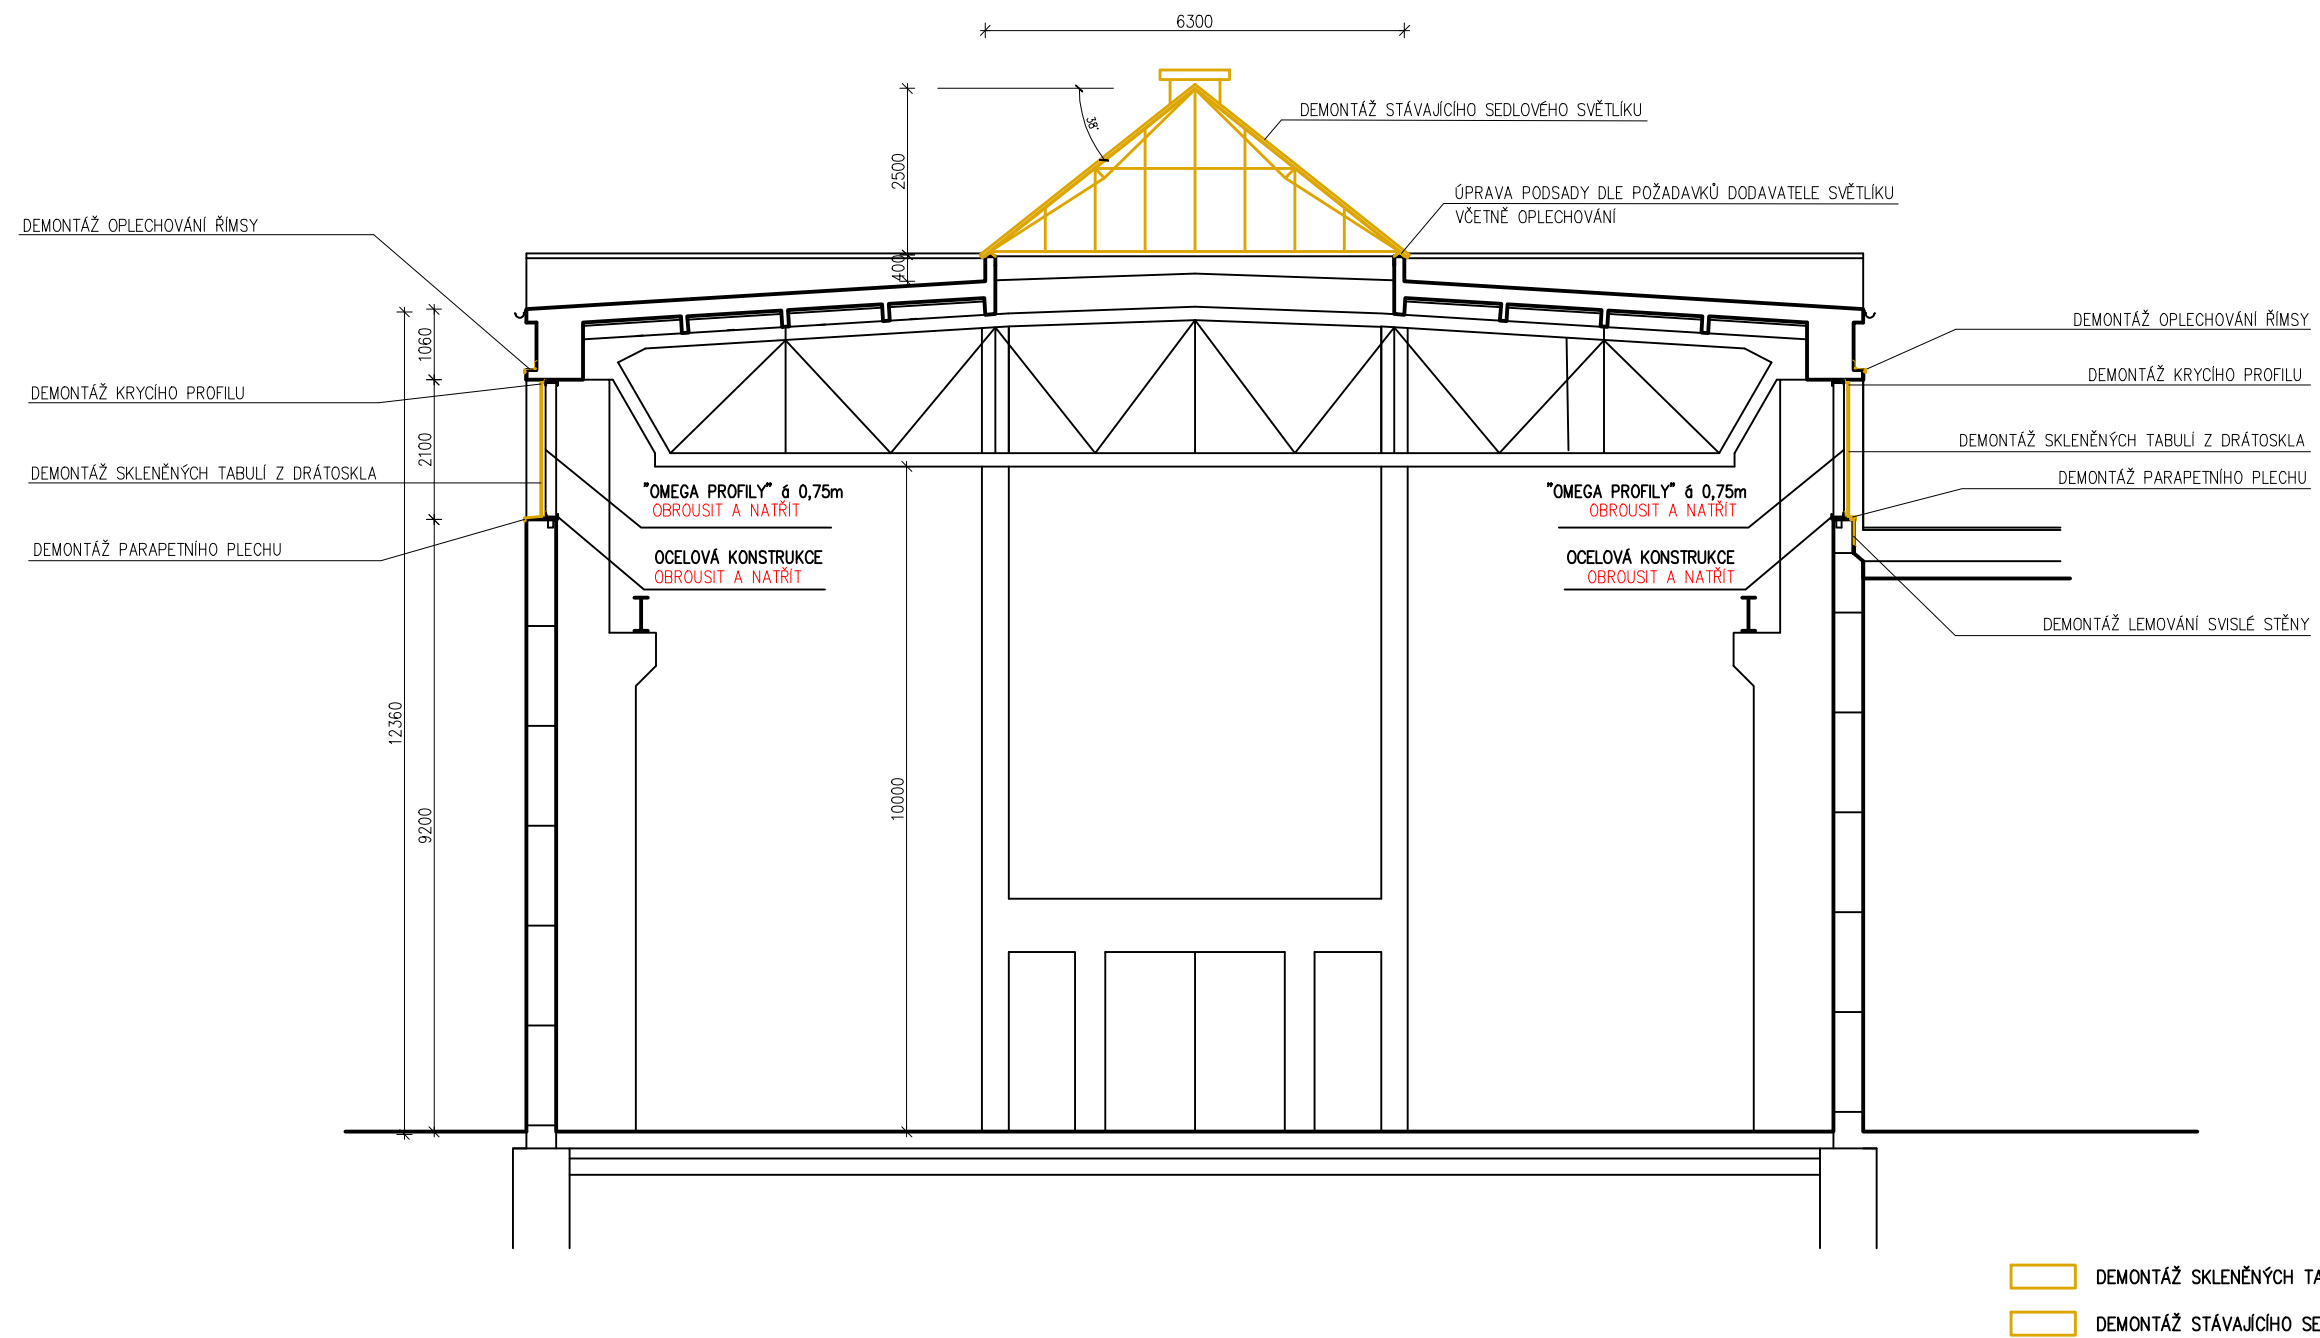 6300
DEMONTÁŽ STÁVAJÍCÍHO SEDLOVÉHO SVĚTLÍKU
38°
2500
ÚPRAVA PODSADY DLE POŽADAVKŮ DODAVATELE SVĚTLÍKU
VČETNĚ OPLECHOVÁNÍ
DEMONTÁŽ OPLECHOVÁNÍ ŘÍMSY
400
DEMONTÁŽ OPLECHOVÁNÍ ŘÍMSY
1060
DEMONTÁŽ KRYCÍHO PROFILU
DEMONTÁŽ KRYCÍHO PROFILU
2100
DEMONTÁŽ SKLENĚNÝCH TABULÍ Z DRÁTOSKLA
DEMONTÁŽ SKLENĚNÝCH TABULÍ Z DRÁTOSKLA
DEMONTÁŽ PARAPETNÍHO PLECHU
"OMEGA PROFILY" á 0,75m
OBROUSIT A NATŘÍT
"OMEGA PROFILY" á 0,75m
OBROUSIT A NATŘÍT
DEMONTÁŽ PARAPETNÍHO PLECHU
OCELOVÁ KONSTRUKCE
OBROUSIT A NATŘÍT
OCELOVÁ KONSTRUKCE
OBROUSIT A NATŘÍT
DEMONTÁŽ LEMOVÁNÍ SVISLÉ STĚNY
12360
9200
10000
DEMONTÁŽ SKLENĚNÝCH TA
DEMONTÁŽ STÁVAJÍCÍHO SE